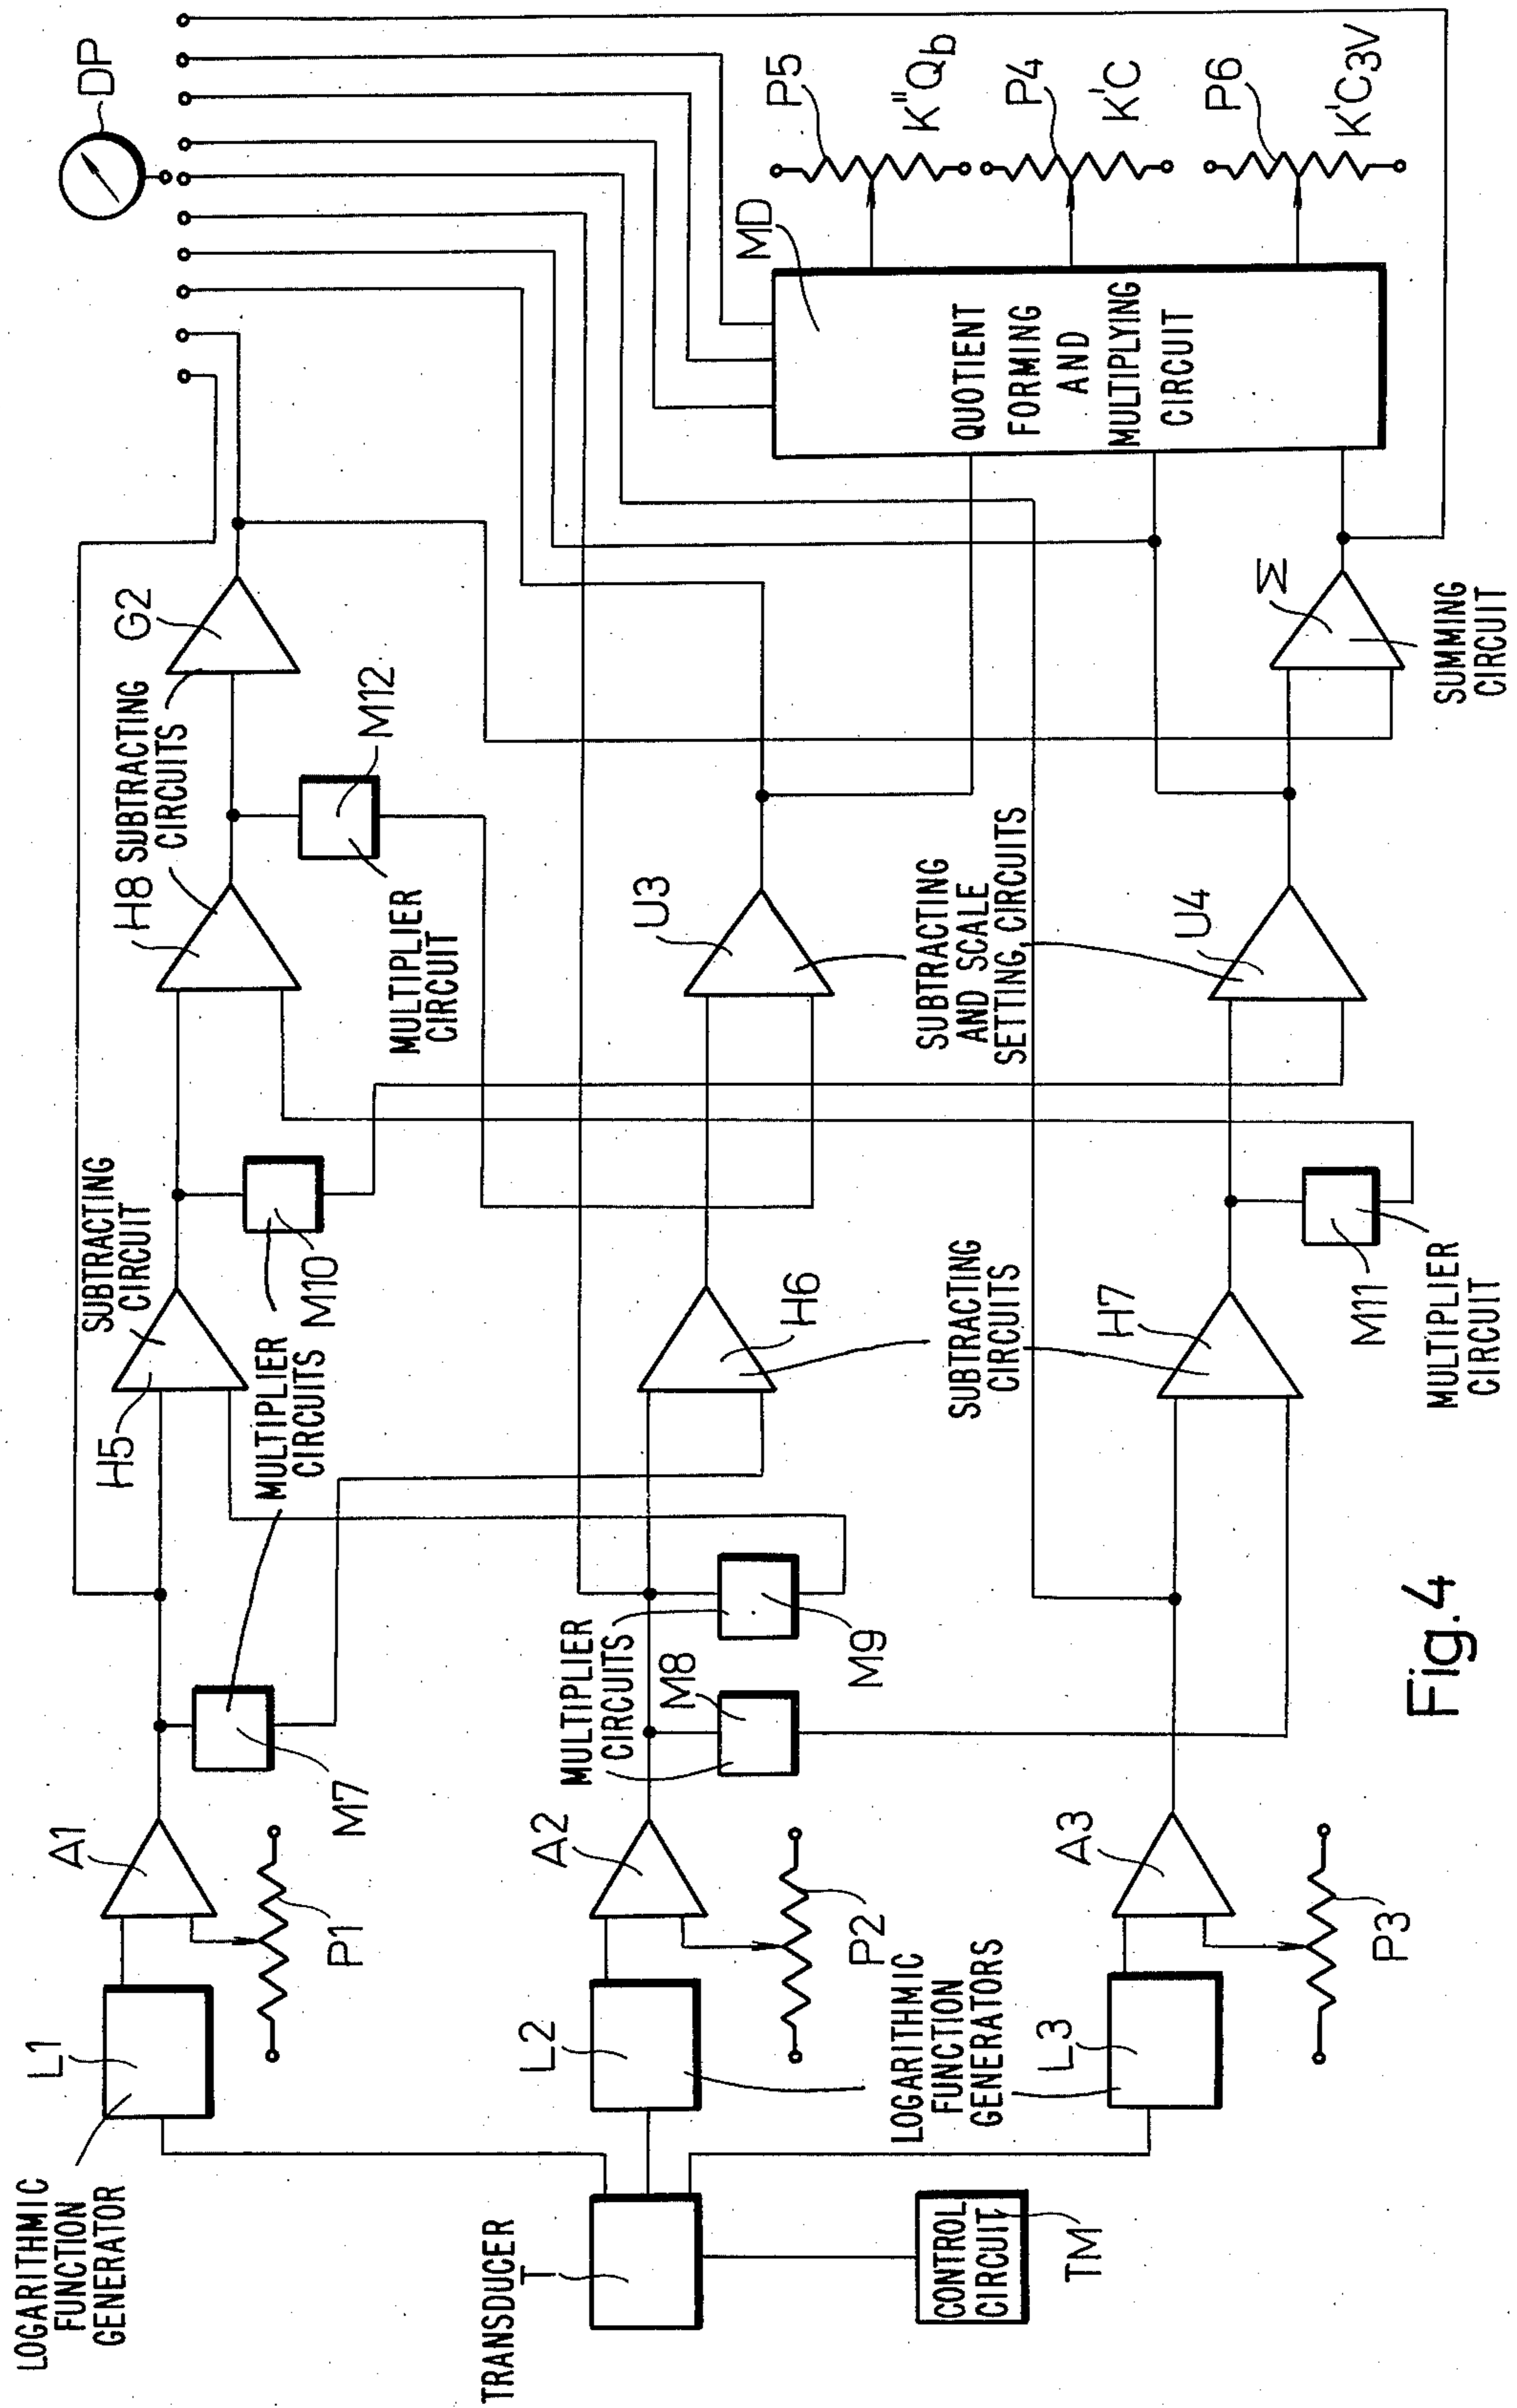 LOGARITHMIC
FUNCTION
GENERATOR
L1
A1
P1
M7
H5
SUBTRACTING
CIRCUIT
MULTIPLIER
CIRCUITS
M10
H8
SUBTRACTING
CIRCUITS
G2
M12
MULTIPLIER
CIRCUIT
DP
TRANSDUCER
T
CONTROL
CIRCUIT
TM
L2
A2
P2
LOGARITHMIC
FUNCTION
GENERATORS
L3
A3
P3
MULTIPLIER
CIRCUITS
M8
M9
H6
SUBTRACTING
CIRCUITS
H7
M11
MULTIPLIER
CIRCUIT
U3
SUBTRACTING
AND SCALE
SETTING CIRCUITS
U4
Σ
SUMMING
CIRCUIT
MD
QUOTIENT
FORMING
AND
MULTIPLYING
CIRCUIT
P5
K"Qb
P4
K'C
P6
K'C3V
Fig.4